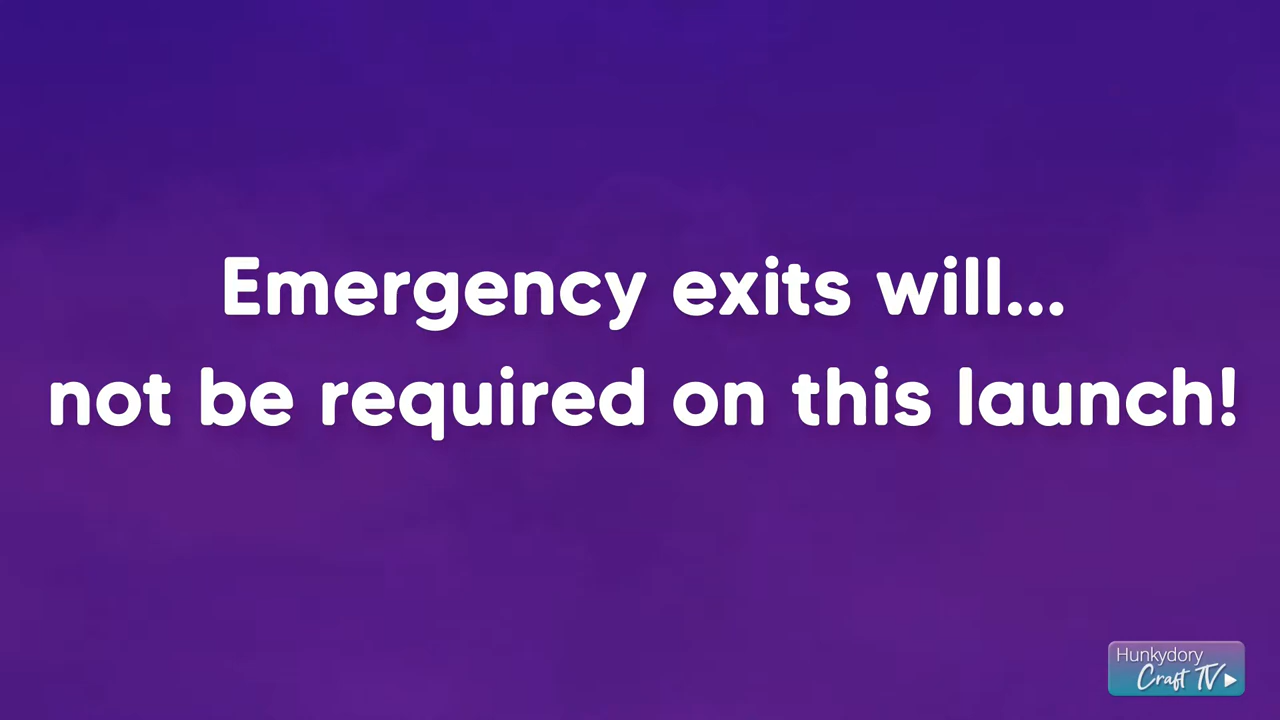 Emergency exits will...
not be required on this launch!
Hunkydory
Craft TV